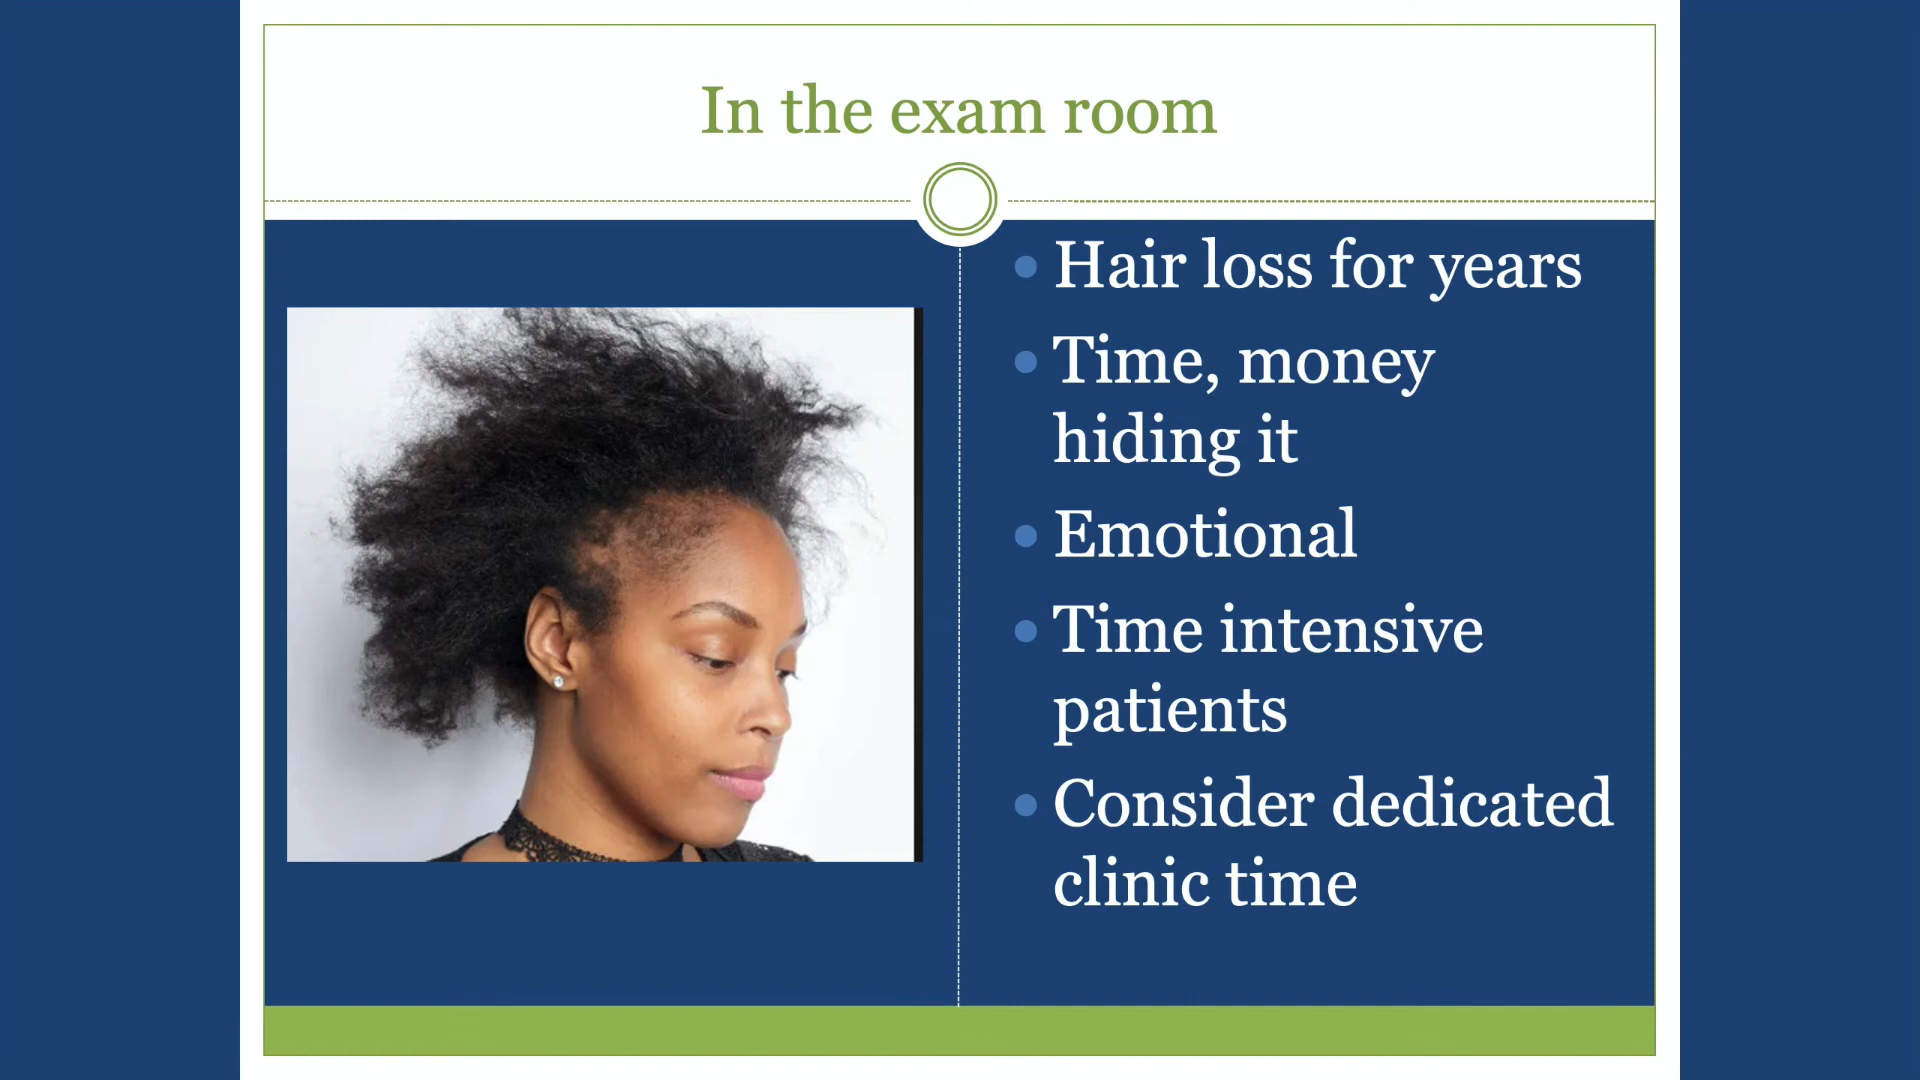 In the exam room
Hair loss for years
Time, money
hiding it
Emotional
Time intensive
patients
Consider dedicated
clinic time